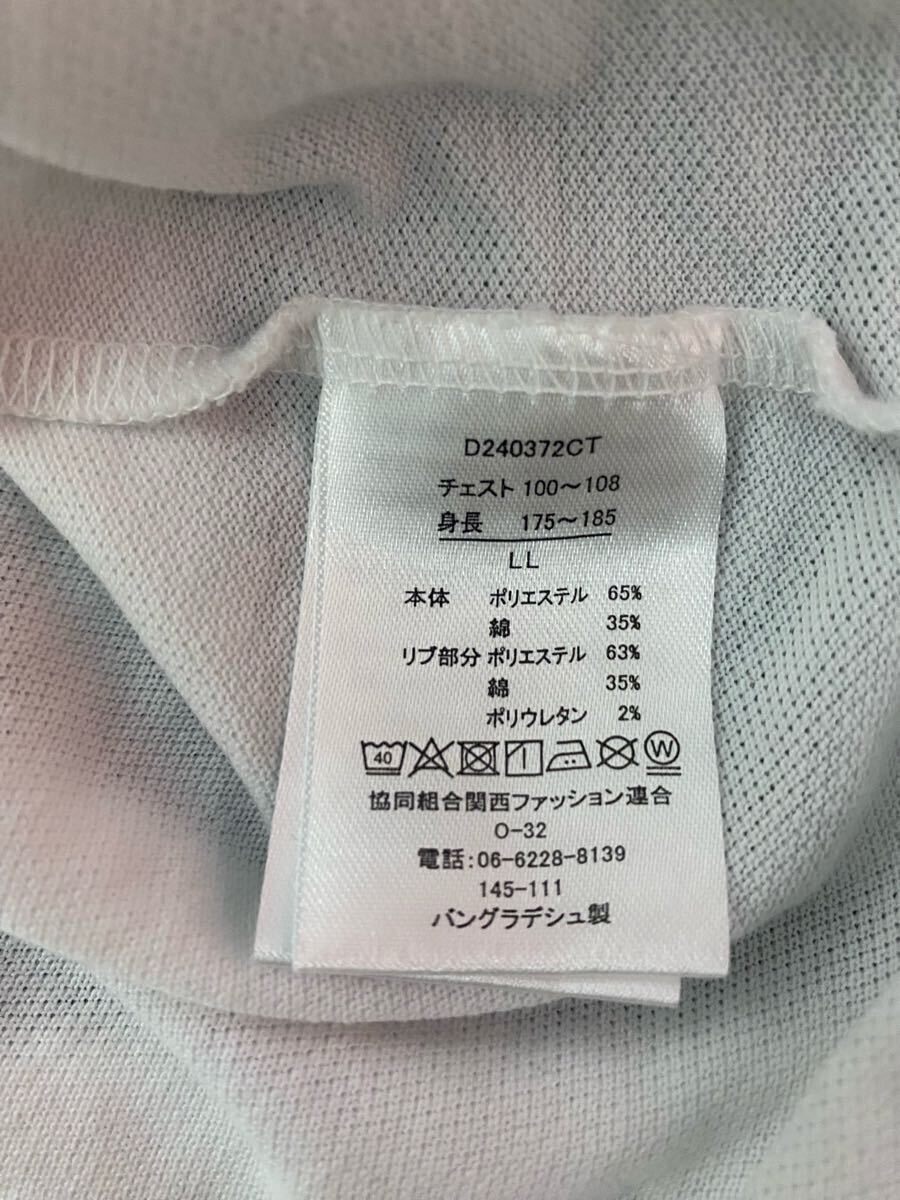 D240372CT
チェスト 100〜108
身長 175〜185
LL
本体 ポリエステル 65%
綿 35%
リブ部分 ポリエステル 63%
綿 35%
ポリウレタン 2%
40 W
協同組合関西ファッション連合
O-32
電話:06-6228-8139
145-111
バングラデシュ製